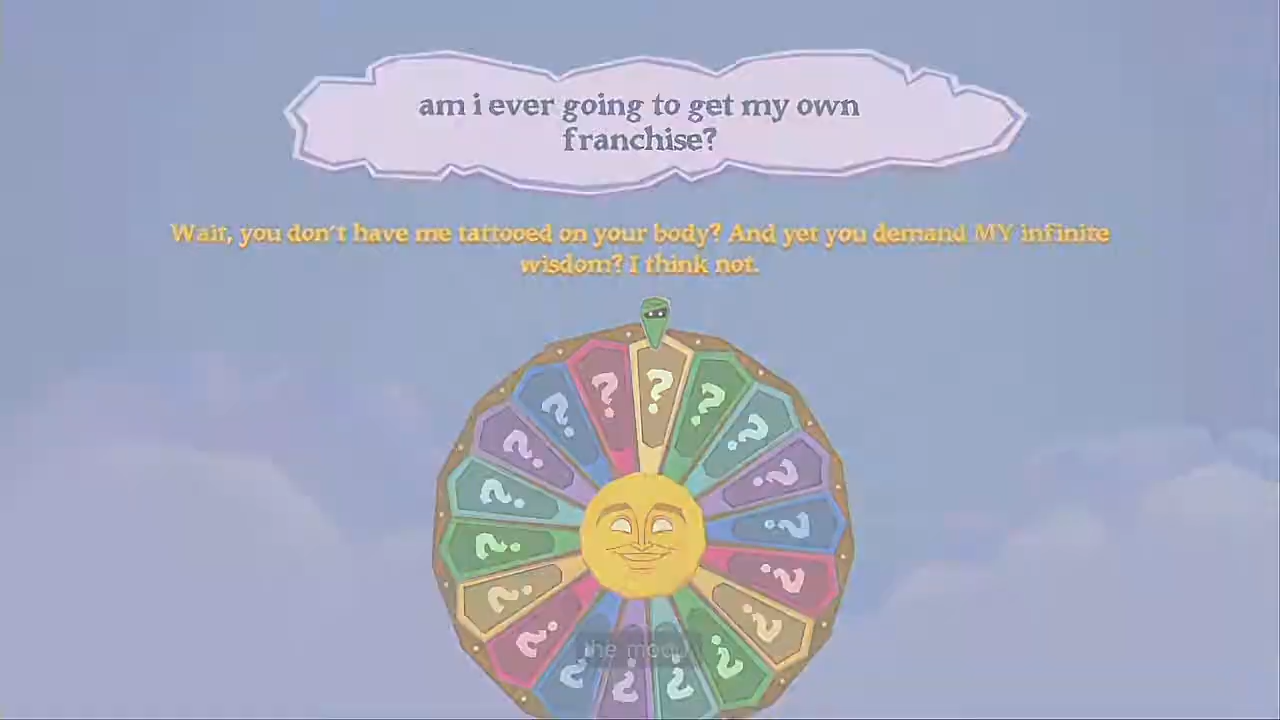 am i ever going to get my own
franchise?
Wait, you don't have me tattooed on your body? And yet you demand MY infinite
wisdom? I think not.
? ? ? ? ? ? ? ? ? ? ? ? ? ? ? ? ? ?
the